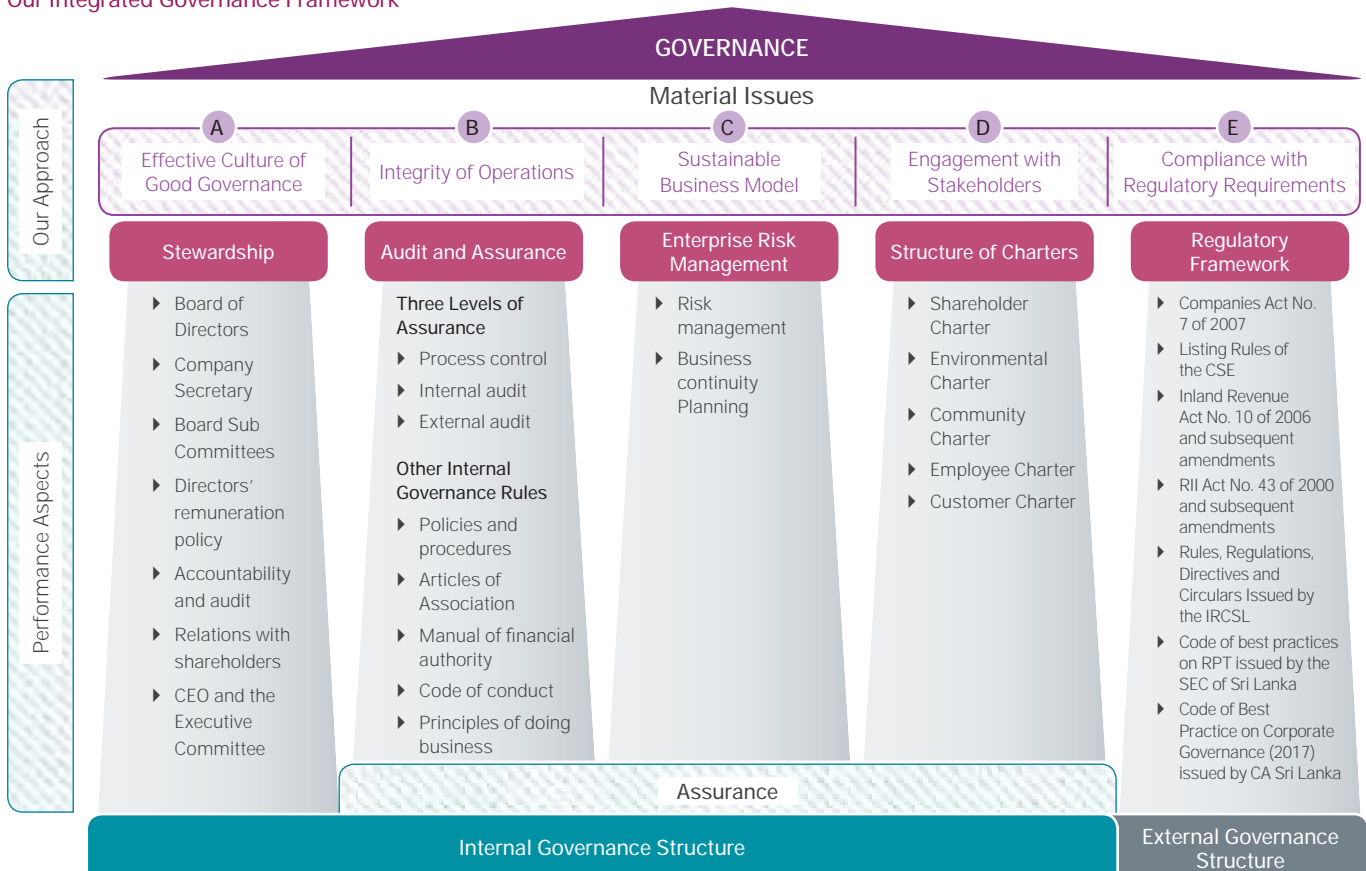 Our Integrated Governance Framework
GOVERNANCE
Material Issues
Our Approach
A
Effective Culture of
Good Governance
B
Integrity of Operations
C
Sustainable
Business Model
D
Engagement with
Stakeholders
E
Compliance with
Regulatory Requirements
Stewardship
Audit and Assurance
Enterprise Risk
Management
Structure of Charters
Regulatory
Framework
Performance Aspects
Board of
Directors
Company
Secretary
Board Sub
Committees
Directors’
remuneration
policy
Accountability
and audit
Relations with
shareholders
CEO and the
Executive
Committee
Three Levels of
Assurance
Process control
Internal audit
External audit
Other Internal
Governance Rules
Policies and
procedures
Articles of
Association
Manual of financial
authority
Code of conduct
Principles of doing
business
Risk
management
Business
continuity
Planning
Shareholder
Charter
Environmental
Charter
Community
Charter
Employee Charter
Customer Charter
Companies Act No.
7 of 2007
Listing Rules of
the CSE
Inland Revenue
Act No. 10 of 2006
and subsequent
amendments
RII Act No. 43 of 2000
and subsequent
amendments
Rules, Regulations,
Directives and
Circulars Issued by
the IRCSL
Code of best practices
on RPT issued by the
SEC of Sri Lanka
Code of Best
Practice on Corporate
Governance (2017)
issued by CA Sri Lanka
Assurance
Internal Governance Structure
External Governance
Structure